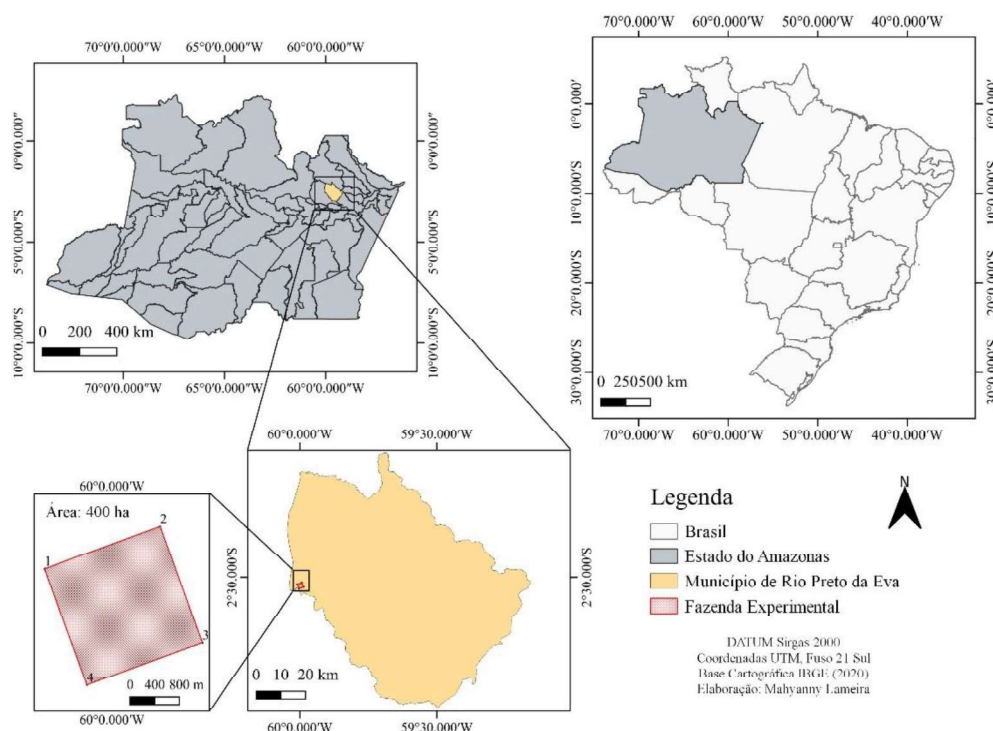 70°0'0.000"W 65°0'0.000"W 60°0'0.000"W
0°0'0.000"
5°0'0.000"S
10°0'0.000"S
0°0'0.000"
5°0'0.000"S
10°0'0.000"S
0 200 400 km
70°0'0.000"W 65°0'0.000"W 60°0'0.000"W
70°0'0.000"W 60°0'0.000"W 50°0'0.000"W 40°0'0.000"W
0°0'0.000"
10°0'0.000"S
20°0'0.000"S
30°0'0.000"S
0 250500 km
70°0'0.000"W 60°0'0.000"W 50°0'0.000"W 40°0'0.000"W
60°0.000'W
Área: 400 ha
1
2
3
4
0 400 800 m
60°0.000'W
60°0.000'W 59°30.000'W
2°30.000'S
2°30.000'S
0 10 20 km
60°0.000'W 59°30.000'W
N
Legenda
Brasil
Estado do Amazonas
Município de Rio Preto da Eva
Fazenda Experimental
DATUM Sirgas 2000
Coordenadas UTM, Fuso 21 Sul
Base Cartográfica IBGE (2020)
Elaboração: Mahyanny Lameira